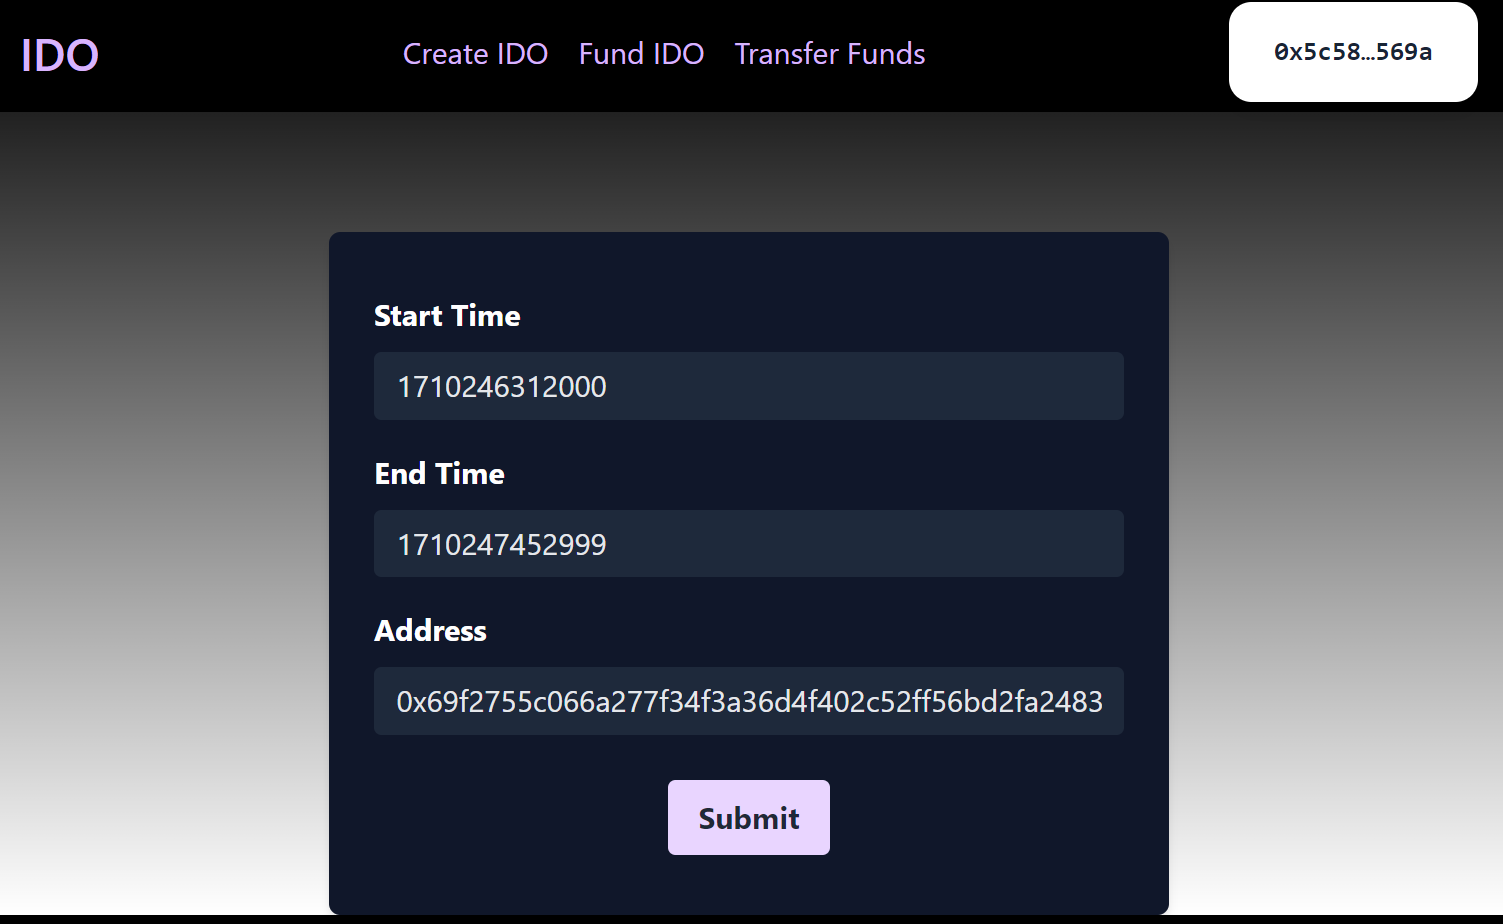 IDO
Create IDO Fund IDO Transfer Funds
0x5c58…569a
Start Time
1710246312000
End Time
1710247452999
Address
0x69f2755c066a277f34f3a36d4f402c52ff56bd2fa2483
Submit